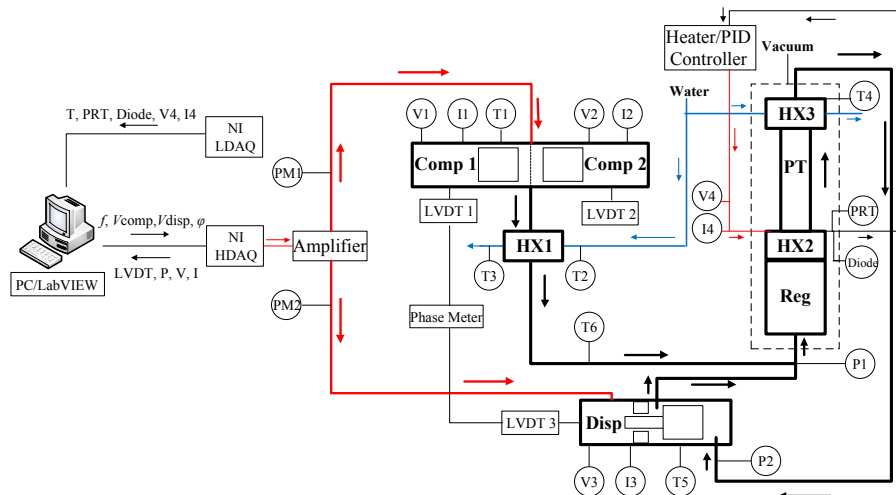 Heater/PID
Controller
Vacuum
T, PRT, Diode, V4, I4
NI
LDAQ
PM1
V1
I1
T1
V2
I2
Water
HX3
T4
Comp 1
Comp 2
PT
LVDT 1
LVDT 2
V4
PRT
f, Vcomp,Vdisp, φ
NI
HDAQ
Amplifier
HX1
I4
HX2
LVDT, P, V, I
T3
T2
Diode
PC/LabVIEW
PM2
Phase Meter
Reg
T6
P1
LVDT 3
Disp
P2
V3
I3
T5